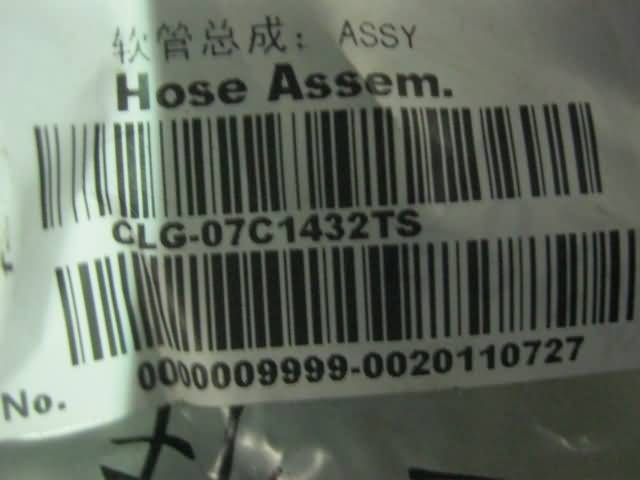 软管总成: ASSY
Hose Assem.
CLG-07C1432TS
0000009999-0020110727
No.